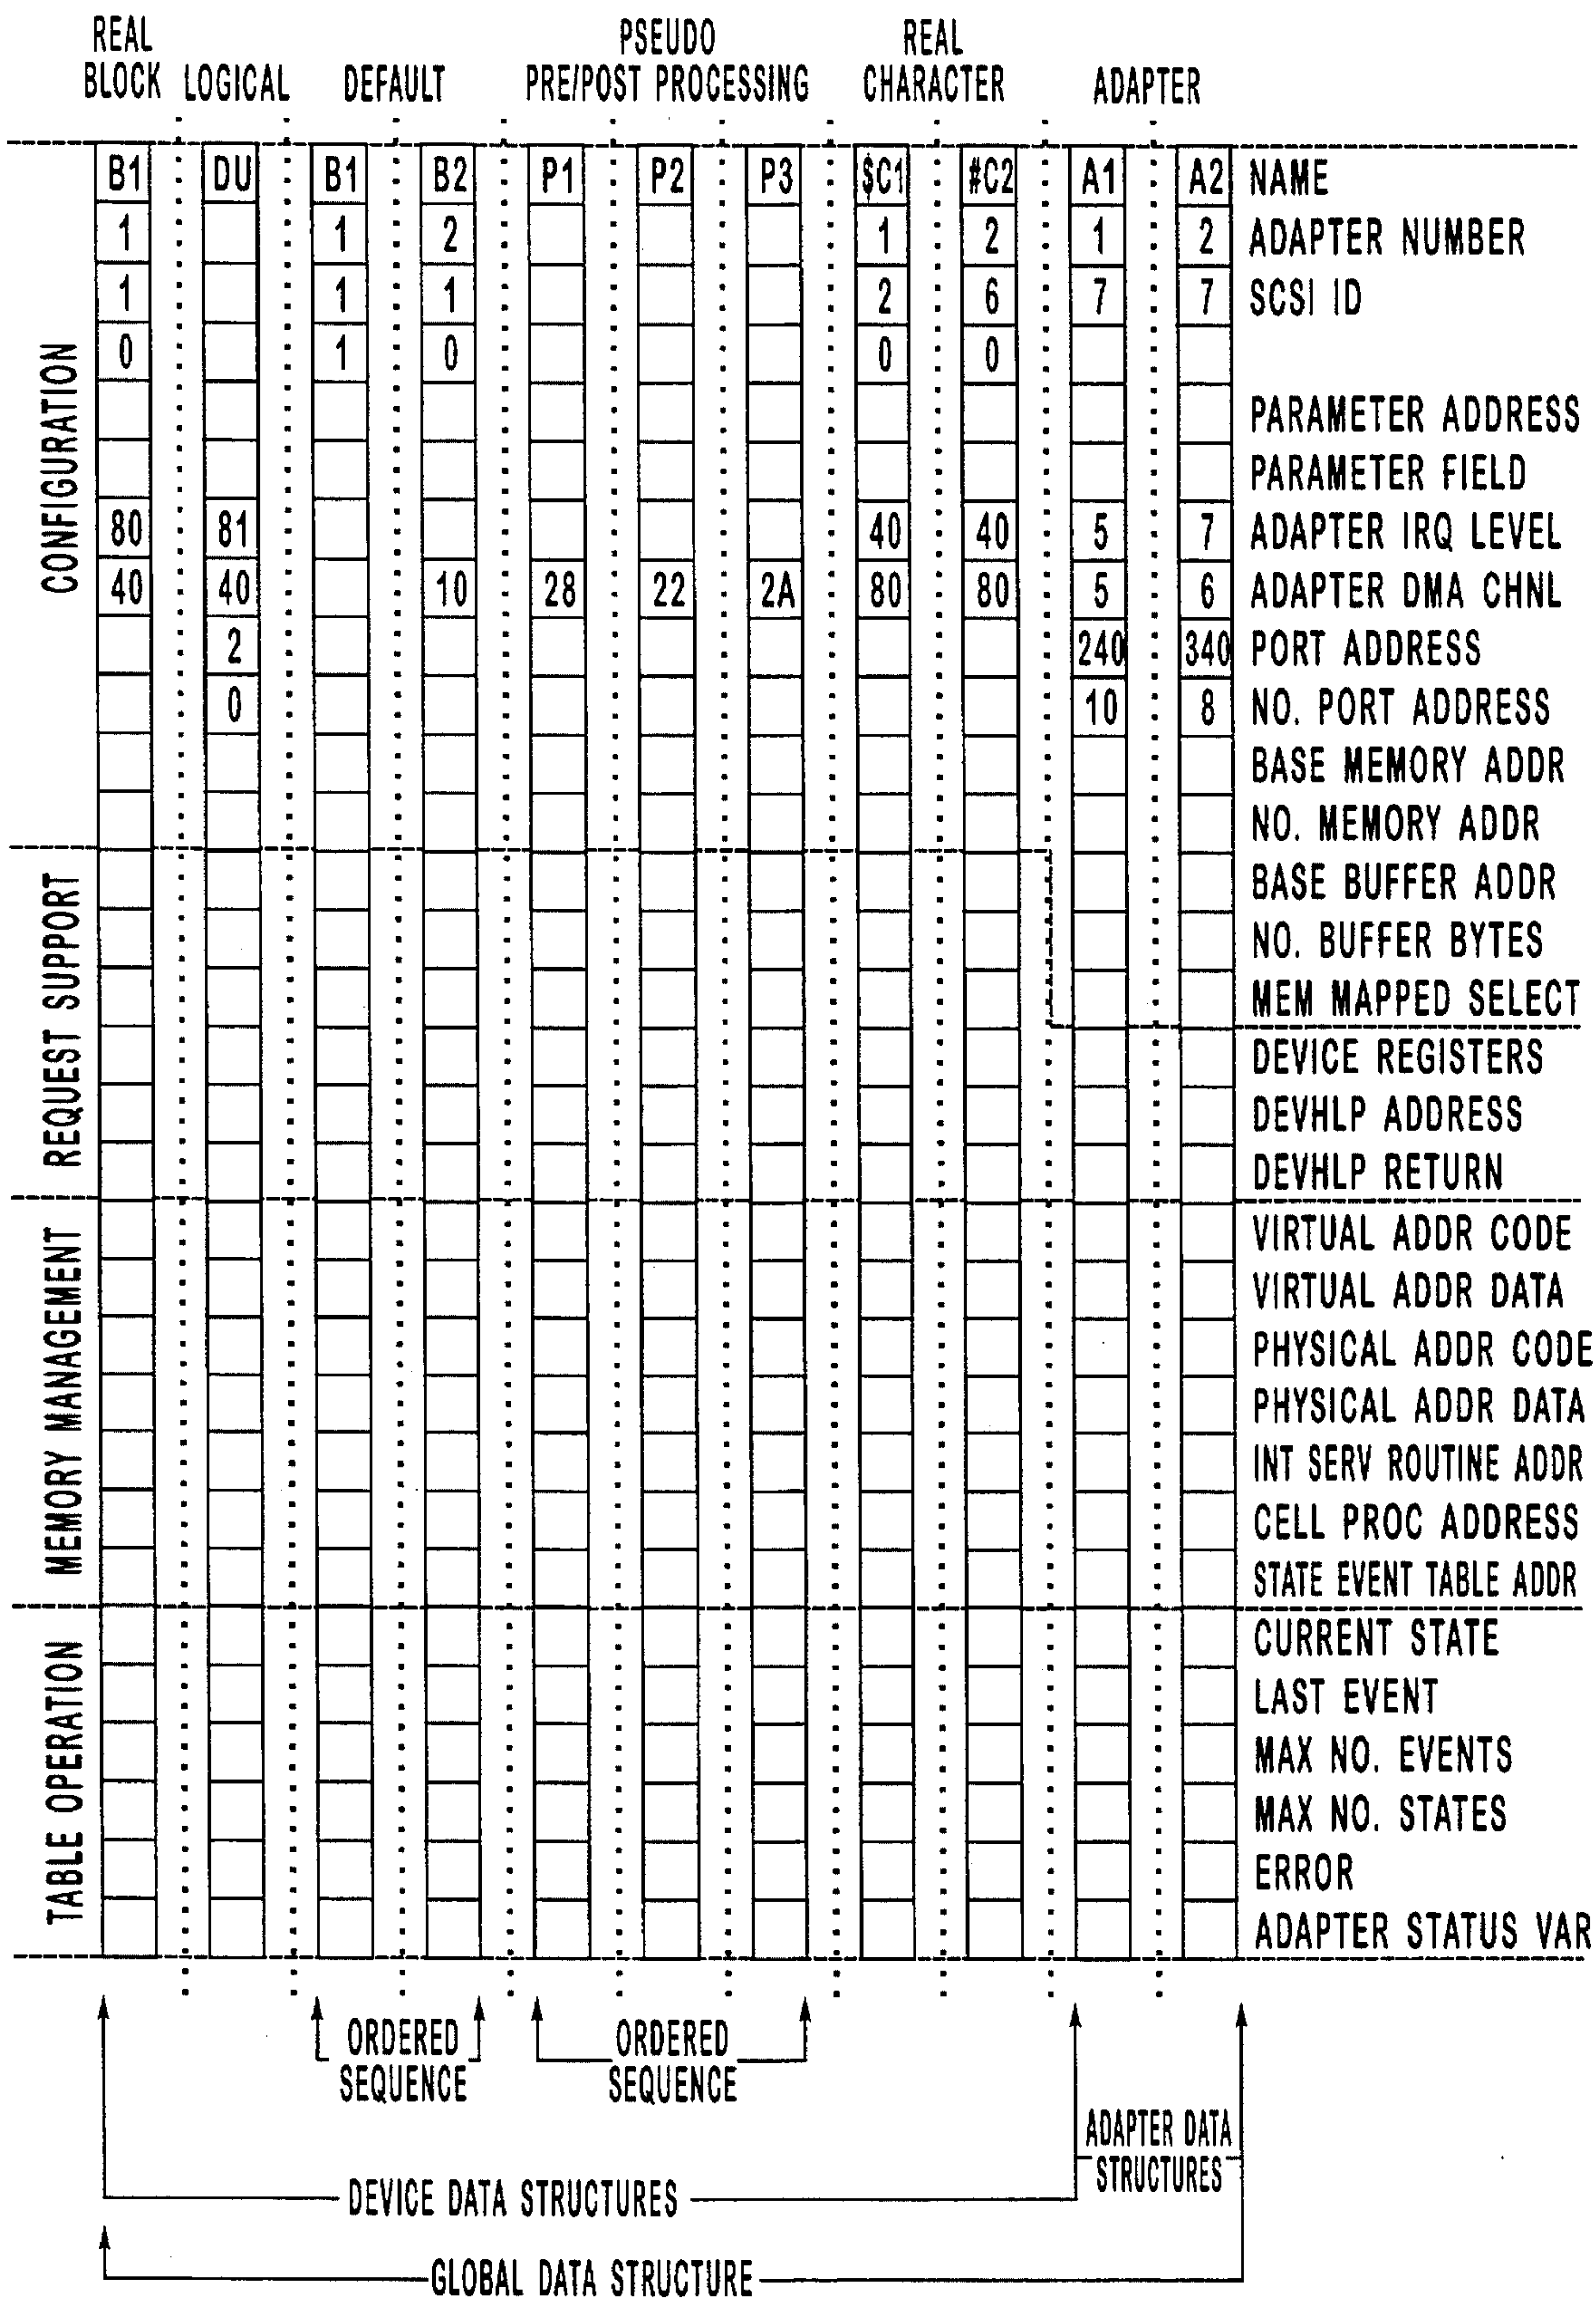 REAL BLOCK LOGICAL DEFAULT PSEUDO PRE/POST PROCESSING REAL CHARACTER ADAPTER
B1 DU B1 B2 P1 P2 P3 $C1 #C2 A1 A2 NAME
1 1 2 1 2 1 2 ADAPTER NUMBER
1 1 1 2 6 7 7 SCSI ID
0 1 0 0 0
PARAMETER ADDRESS
PARAMETER FIELD
80 81 40 40 5 7 ADAPTER IRQ LEVEL
40 40 10 28 22 2A 80 80 5 6 ADAPTER DMA CHNL
2 240 340 PORT ADDRESS
0 10 8 NO. PORT ADDRESS
BASE MEMORY ADDR
NO. MEMORY ADDR
CONFIGURATION
BASE BUFFER ADDR
NO. BUFFER BYTES
MEM MAPPED SELECT
DEVICE REGISTERS
DEVHLP ADDRESS
DEVHLP RETURN
REQUEST SUPPORT
VIRTUAL ADDR CODE
VIRTUAL ADDR DATA
PHYSICAL ADDR CODE
PHYSICAL ADDR DATA
INT SERV ROUTINE ADDR
CELL PROC ADDRESS
STATE EVENT TABLE ADDR
MEMORY MANAGEMENT
CURRENT STATE
LAST EVENT
MAX NO. EVENTS
MAX NO. STATES
ERROR
ADAPTER STATUS VAR
TABLE OPERATION
ORDERED SEQUENCE
ORDERED SEQUENCE
ADAPTER DATA STRUCTURES
DEVICE DATA STRUCTURES
GLOBAL DATA STRUCTURE